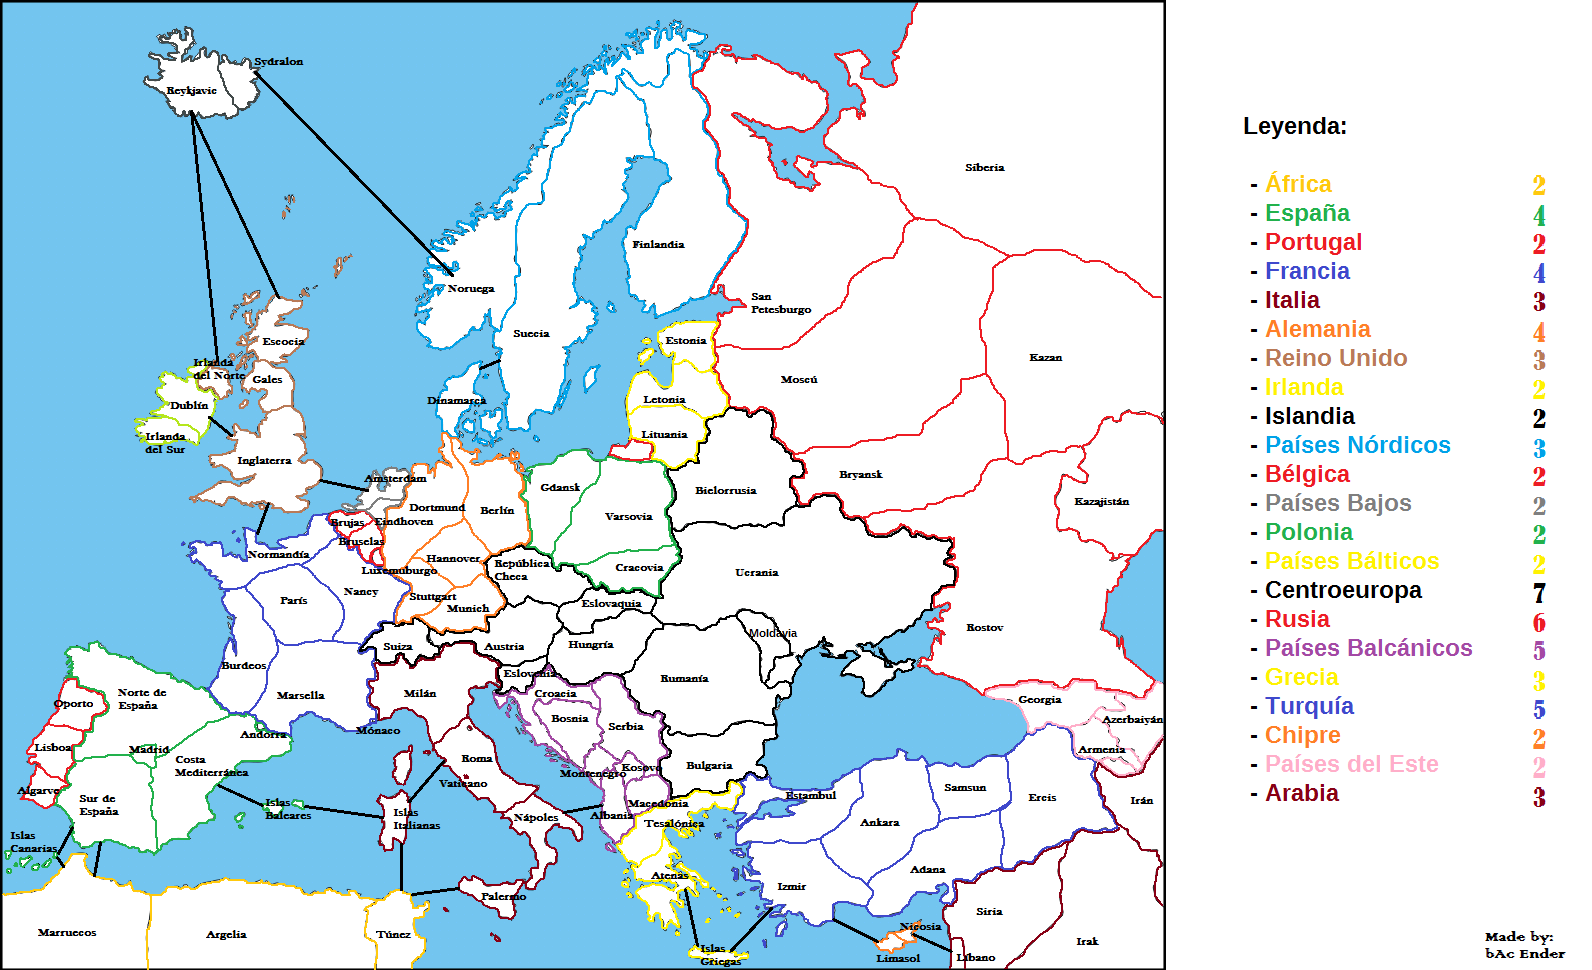 Sydralon
Reykjavic
Siberia
Finlandia
Noruega
San
Petesburgo
Suecia
Escocia
Estonia
Kazan
Irlanda
del Norte
Gales
Moscú
Dinamarca
Letonia
Dublín
Irlanda
del Sur
Lituania
Inglaterra
Amsterdam
Bryansk
Gdansk
Bielorrusia
Kazajistán
Dortmund
Berlín
Varsovia
Brujas
Eindhoven
Bruselas
Normandía
Hannover
República
Checa
Cracovia
Ucrania
Luxemuburgo
Nancy
París
Stuttgart
Munich
Eslovaquia
Rostov
Moldavia
Suiza
Austria
Hungría
Burdeos
Eslovenia
Rumanía
Norte de
España
Marsella
Milán
Croacia
Oporto
Georgia
Bosnia
Serbia
Azerbaiyán
Mónaco
Andorra
Lisboa
Madrid
Armenia
Costa
Mediterránea
Roma
Montenegro
Kosovo
Bulgaria
Vaticano
Algarve
Sur de
España
Islas
Baleares
Islas
Italianas
Nápoles
Macedonia
Albania
Tesalónica
Estambul
Samsun
Ercis
Irán
Ankara
Islas
Canarias
Atenas
Adana
Izmir
Palermo
Siria
Marruecos
Argelia
Túnez
Nicosia
Irak
Islas
Griegas
Limasol
Líbano
Leyenda:
- África 2
- España 4
- Portugal 2
- Francia 4
- Italia 3
- Alemania 4
- Reino Unido 3
- Irlanda 2
- Islandia 2
- Países Nórdicos 3
- Bélgica 2
- Países Bajos 2
- Polonia 2
- Países Bálticos 2
- Centroeuropa 7
- Rusia 6
- Países Balcánicos 5
- Grecia 3
- Turquía 5
- Chipre 2
- Países del Este 2
- Arabia 3
Made by:
bAc Ender